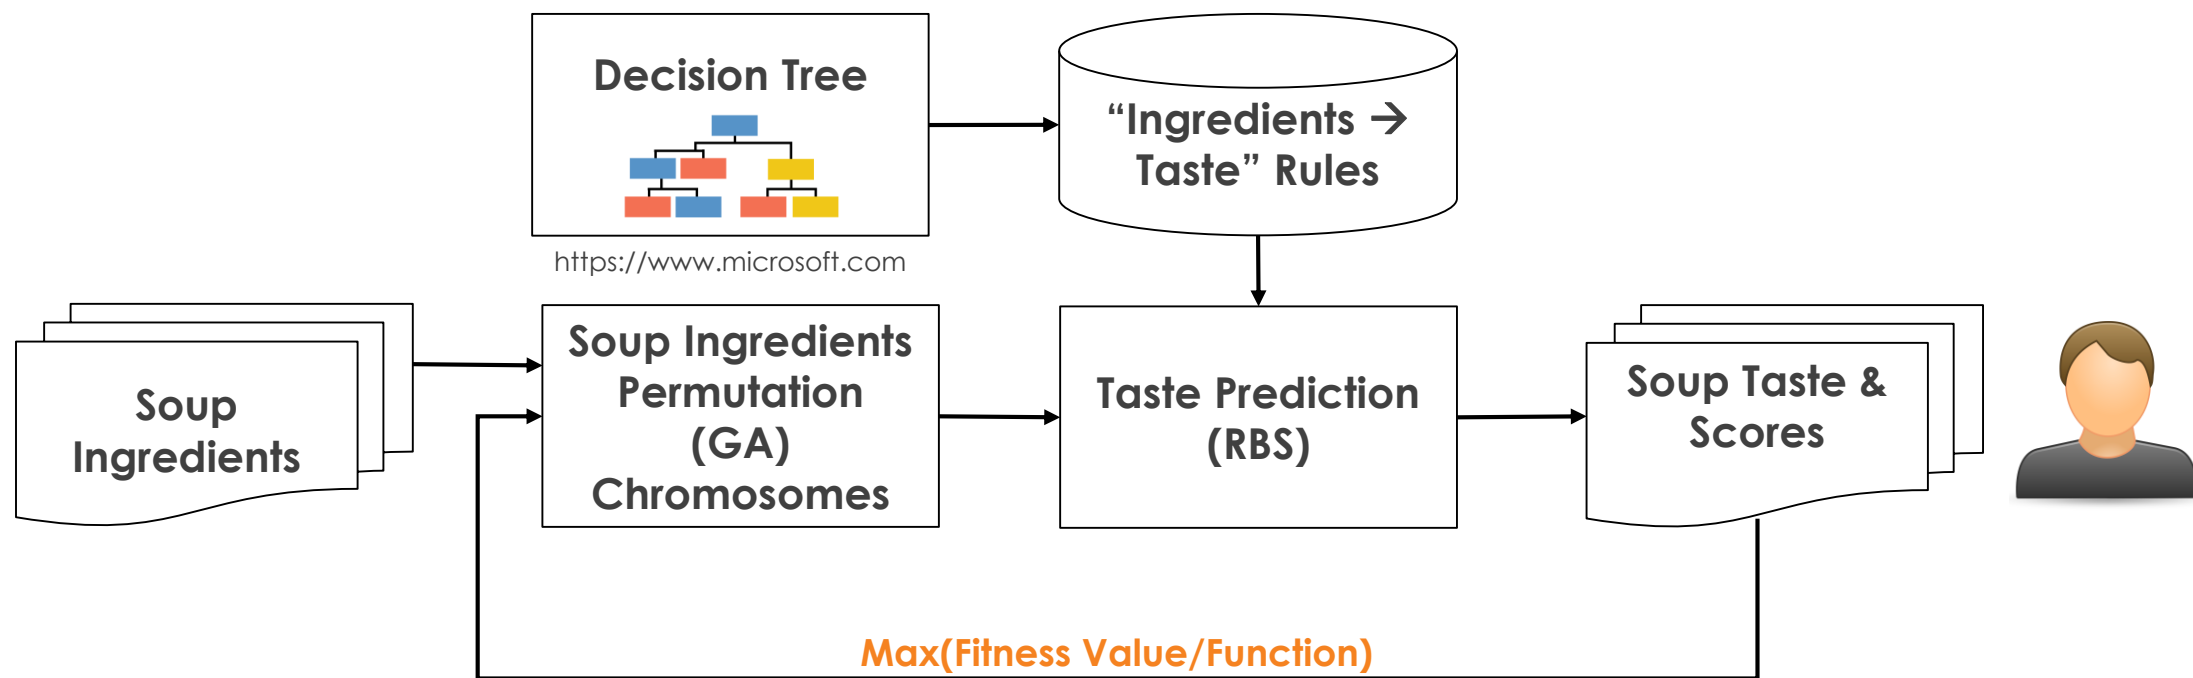 Decision Tree
“Ingredients →
Taste” Rules
https://www.microsoft.com
Soup
Ingredients
Soup Ingredients
Permutation
(GA)
Chromosomes
Taste Prediction
(RBS)
Soup Taste &
Scores
Max(Fitness Value/Function)